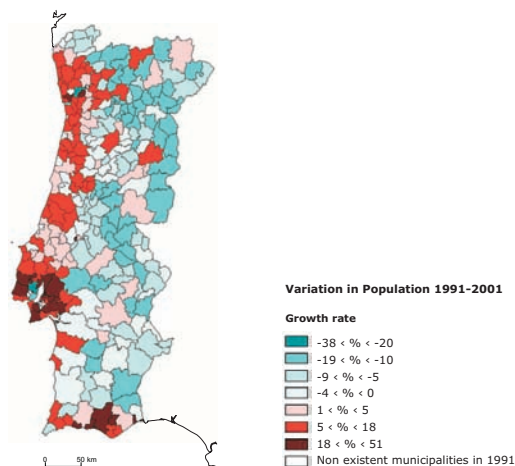 Variation in Population 1991-2001
Growth rate
-38 < % < -20
-19 < % < -10
-9 < % < -5
-4 < % < 0
1 < % < 5
5 < % < 18
18 < % < 51
Non existent municipalities in 1991
0 50 km